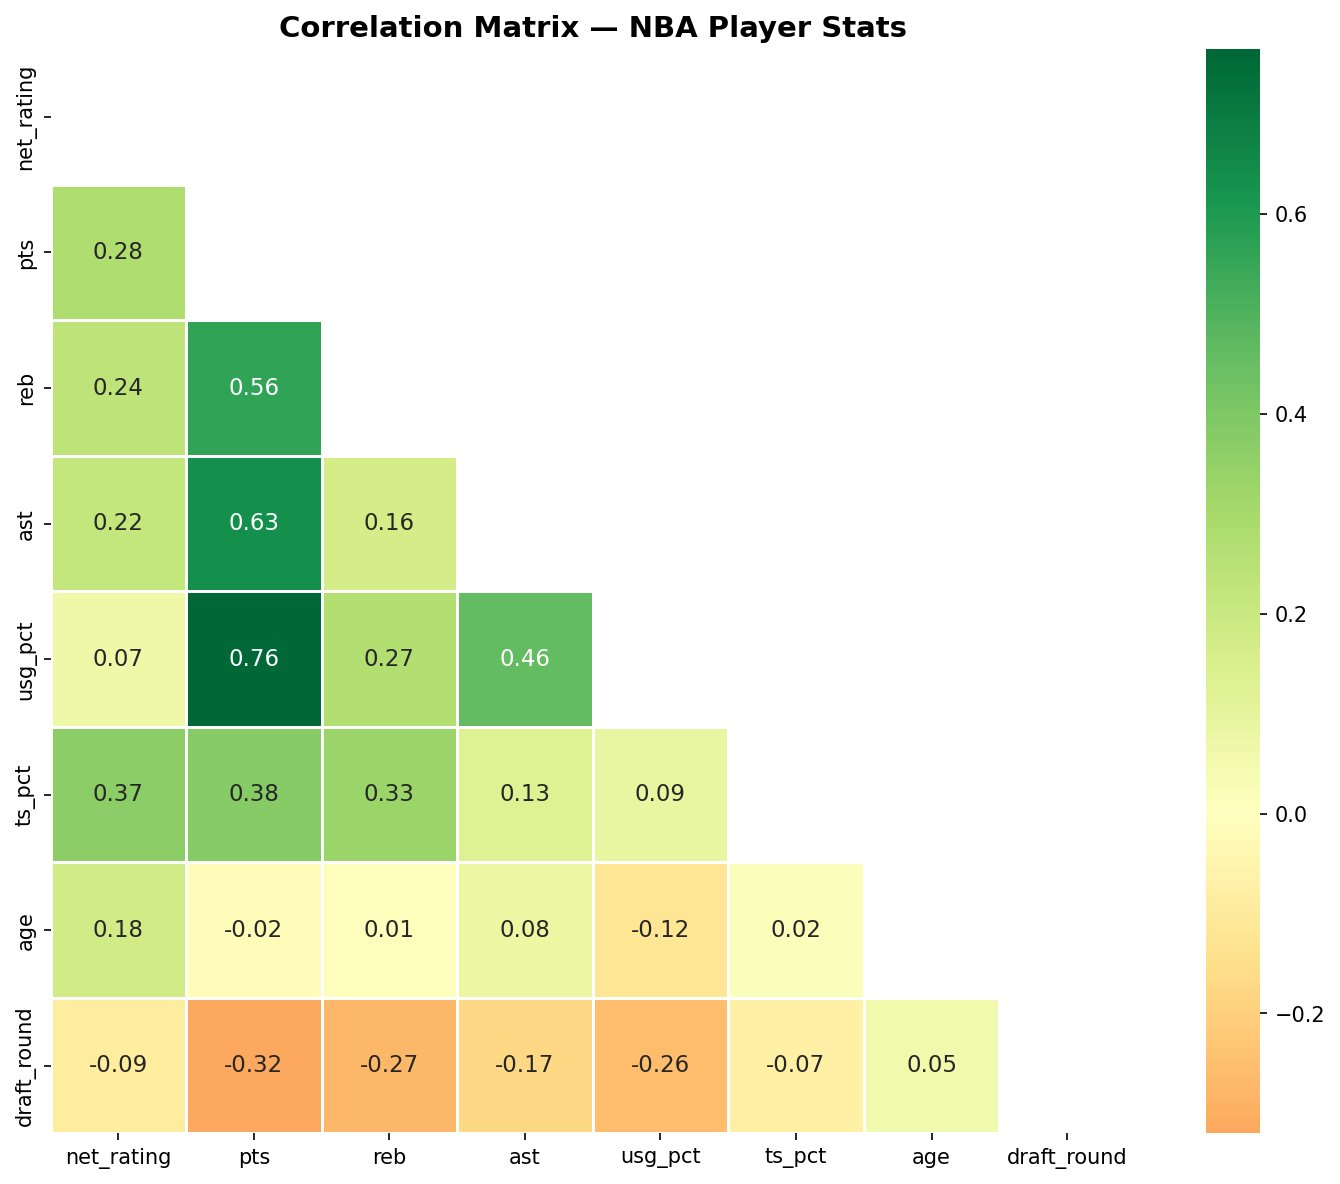 Correlation Matrix — NBA Player Stats
net_rating
pts 0.28
reb 0.24 0.56
ast 0.22 0.63 0.16
usg_pct 0.07 0.76 0.27 0.46
ts_pct 0.37 0.38 0.33 0.13 0.09
age 0.18 -0.02 0.01 0.08 -0.12 0.02
draft_round -0.09 -0.32 -0.27 -0.17 -0.26 -0.07 0.05
net_rating pts reb ast usg_pct ts_pct age draft_round
0.6
0.4
0.2
0.0
−0.2